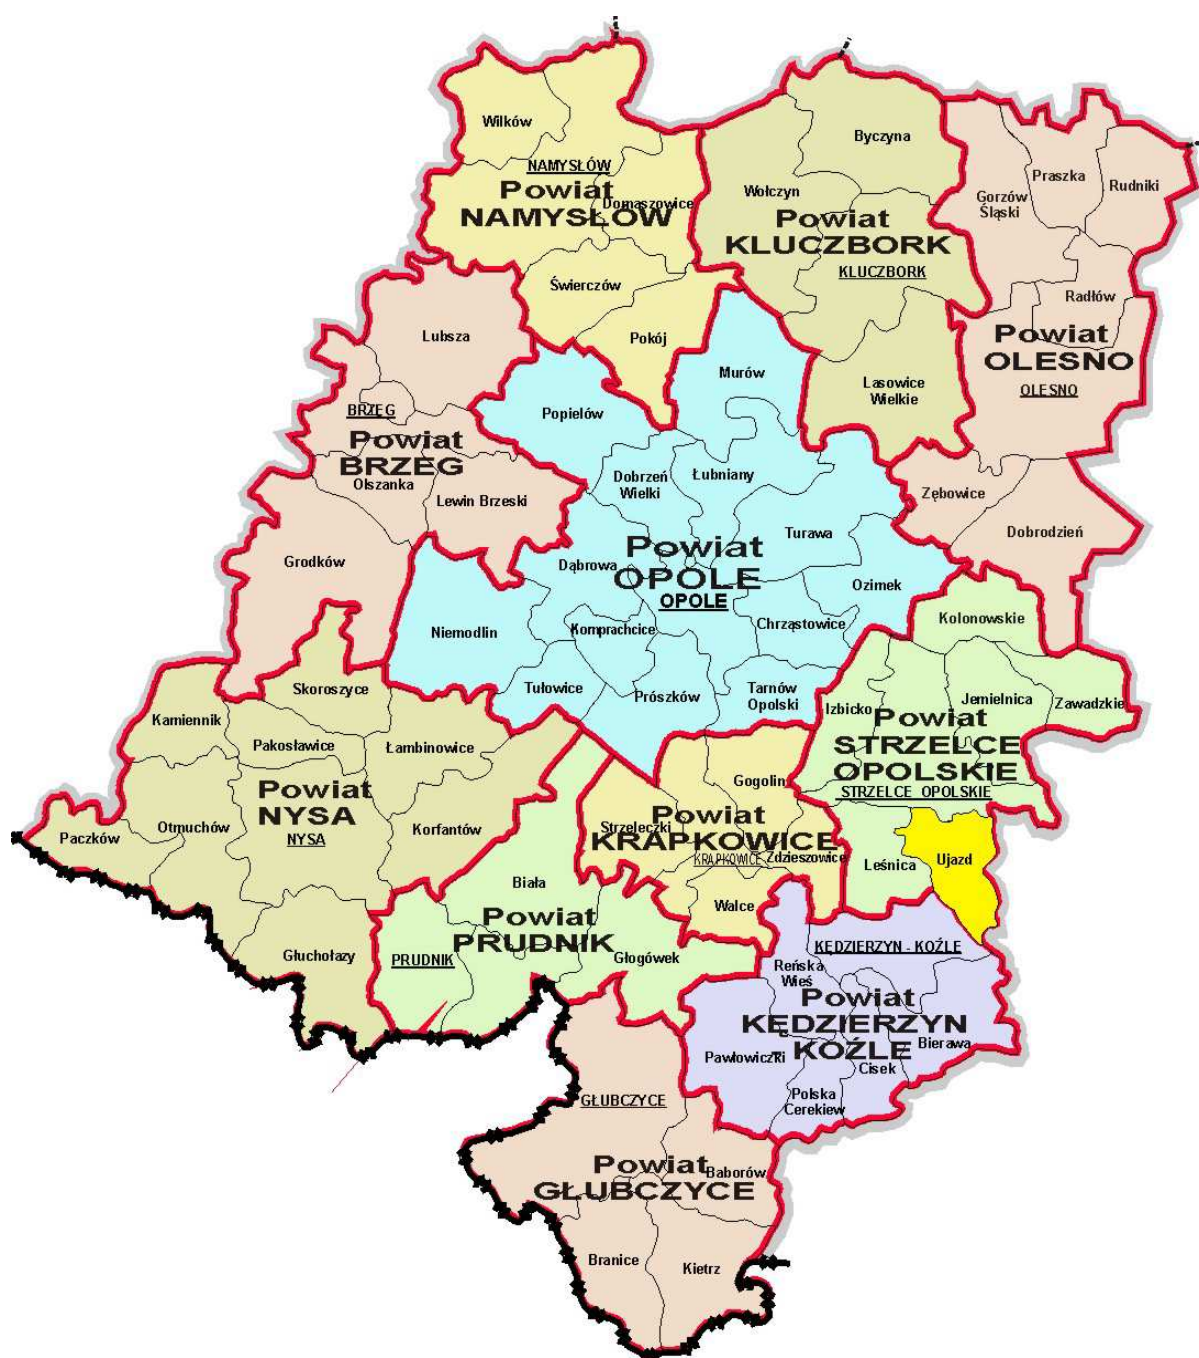 Wilków
NAMYSŁÓW
Powiat
NAMYSŁÓW
Domaszowice
Świerczów
Pokój
Byczyna
Wołczyn
Powiat
KLUCZBORK
KLUCZBORK
Lasowice
Wielkie
Praszka
Rudniki
Gorzów
Śląski
Radłów
Powiat
OLESNO
OLESNO
Zębowice
Dobrodzień
Lubsza
BRZEG
Powiat
BRZEG
Olszanka
Lewin Brzeski
Grodków
Murów
Popielów
Dobrzeń
Wielki
Łubniany
Turawa
Powiat
OPOLE
OPOLE
Dąbrowa
Ozimek
Niemodlin
Komprachcice
Chrząstowice
Tułowice
Prószków
Tarnów
Opolski
Kolonowskie
Izbicko
Jemielnica
Zawadzkie
Powiat
STRZELCE
OPOLSKIE
STRZELCE OPOLSKIE
Leśnica
Ujazd
Skoroszyce
Kamiennik
Pakosławice
Łambinowice
Powiat
NYSA
NYSA
Paczków
Otmuchów
Korfantów
Głuchołazy
Gogolin
Strzeleczki
Powiat
KRAPKOWICE
KRAPKOWICE
Zdzieszowice
Walce
Biała
Powiat
PRUDNIK
PRUDNIK
Głogówek
KĘDZIERZYN - KOŹLE
Reńska
Wieś
Powiat
KĘDZIERZYN
- KOŹLE
Bierawa
Pawłowiczki
Cisek
Polska
Cerekiew
GŁUBCZYCE
Powiat
GŁUBCZYCE
Baborów
Branice
Kietrz